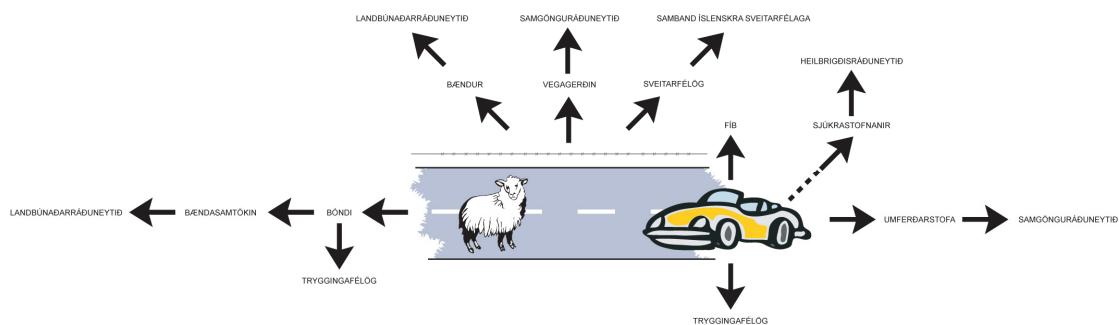 LANDBÚNAÐARRÁÐUNEYTIÐ
SAMGÖNGURÁÐUNEYTIÐ
SAMBAND ÍSLENSKRA SVEITARFÉLAGA
HEILBRIGÐISRÁÐUNEYTIÐ
BÆNDUR
VEGAGERÐIN
SVEITARFÉLÖG
FÍB
SJÚKRASTOFNANIR
LANDBÚNAÐARRÁÐUNEYTIÐ
BÆNDASAMTÖKIN
BÓNDI
UMFERÐARSTOFA
SAMGÖNGURÁÐUNEYTIÐ
TRYGGINGAFÉLÖG
TRYGGINGAFÉLÖG